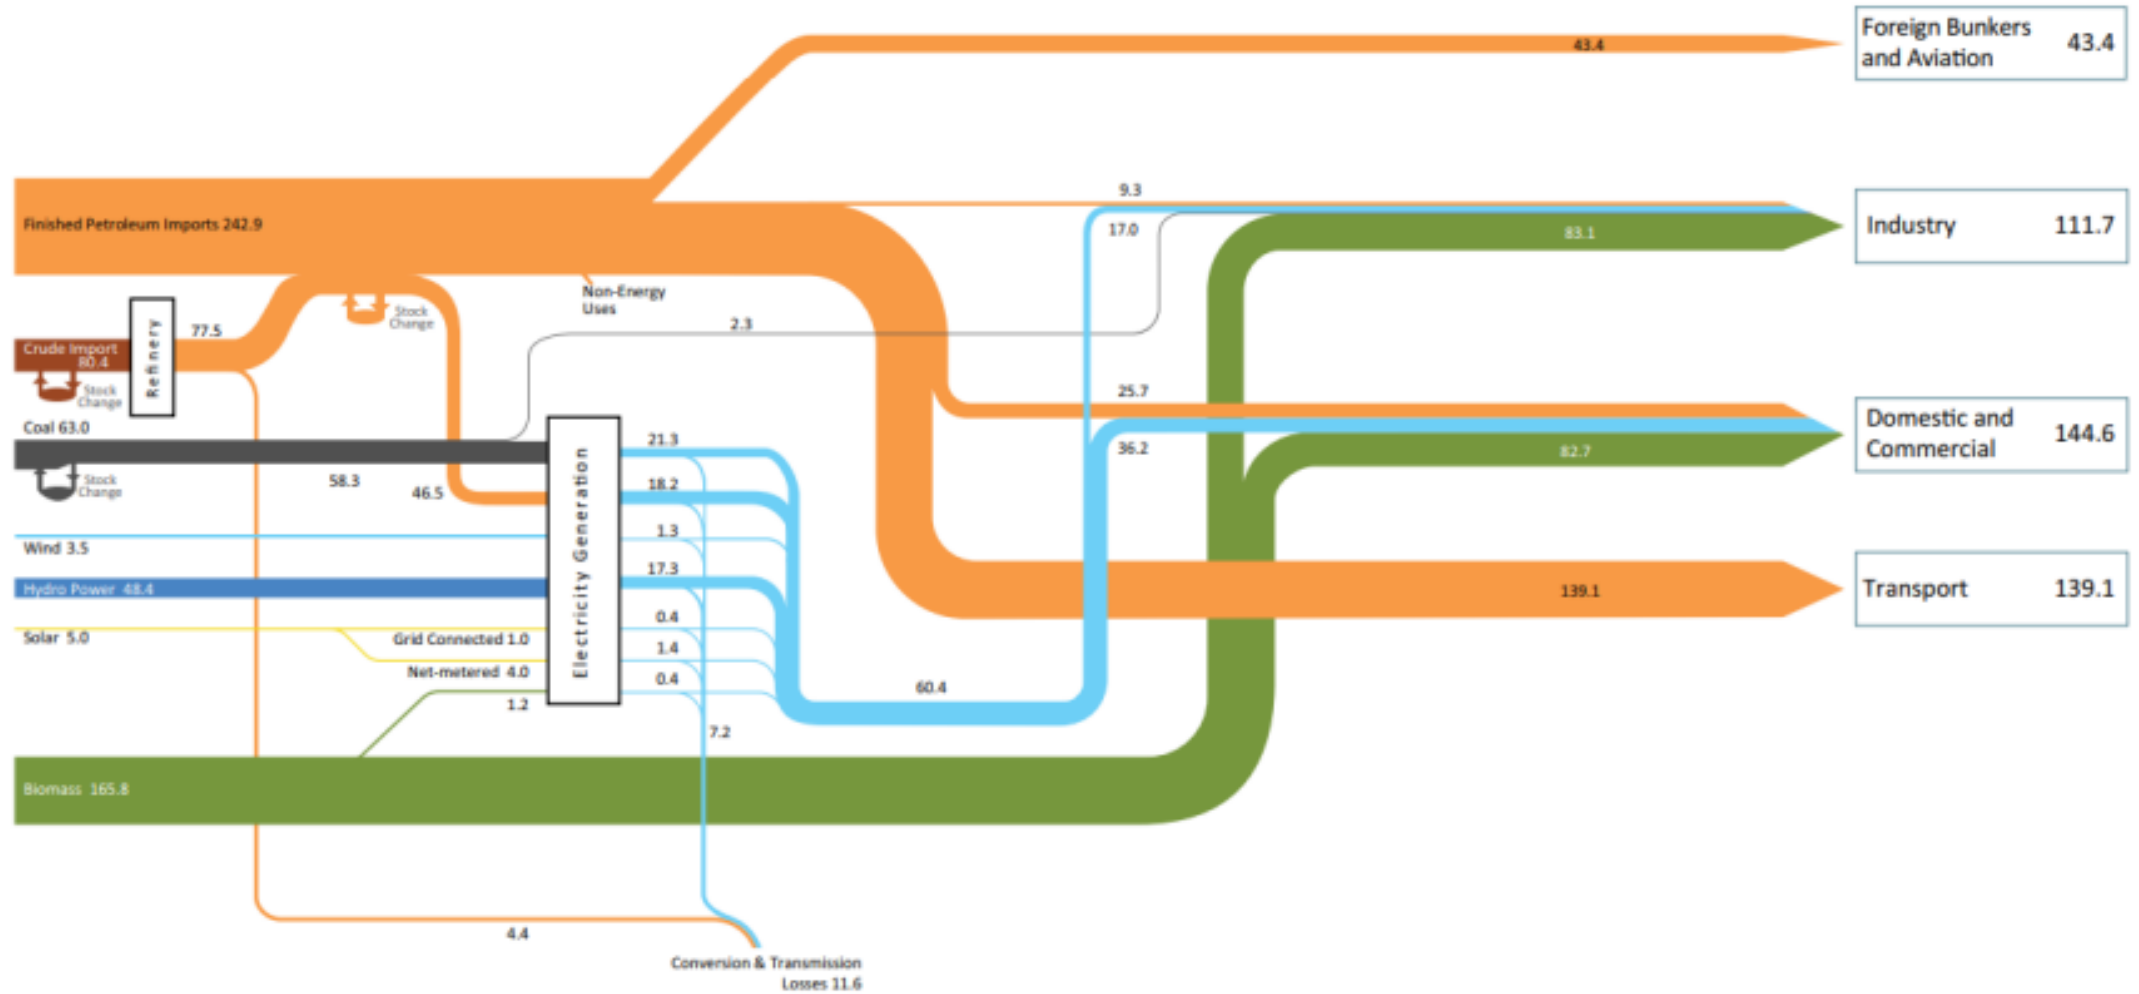 Foreign Bunkers
and Aviation
43.4
43.4
Finished Petroleum Imports 242.9
9.3
17.0
83.1
Industry
111.7
Non-Energy
Uses
Stock
Change
2.3
Refinery
77.5
Crude Import
80.4
Stock
Change
Coal 63.0
Stock
Change
58.3
46.5
25.7
36.2
82.7
Domestic and
Commercial
144.6
Electricity Generation
21.3
18.2
1.3
17.3
0.4
1.4
0.4
Wind 3.5
Hydro Power 48.4
Solar 5.0
Grid Connected 1.0
Net-metered 4.0
1.2
139.1
Transport
139.1
60.4
7.2
Biomass 165.8
4.4
Conversion & Transmission
Losses 11.6